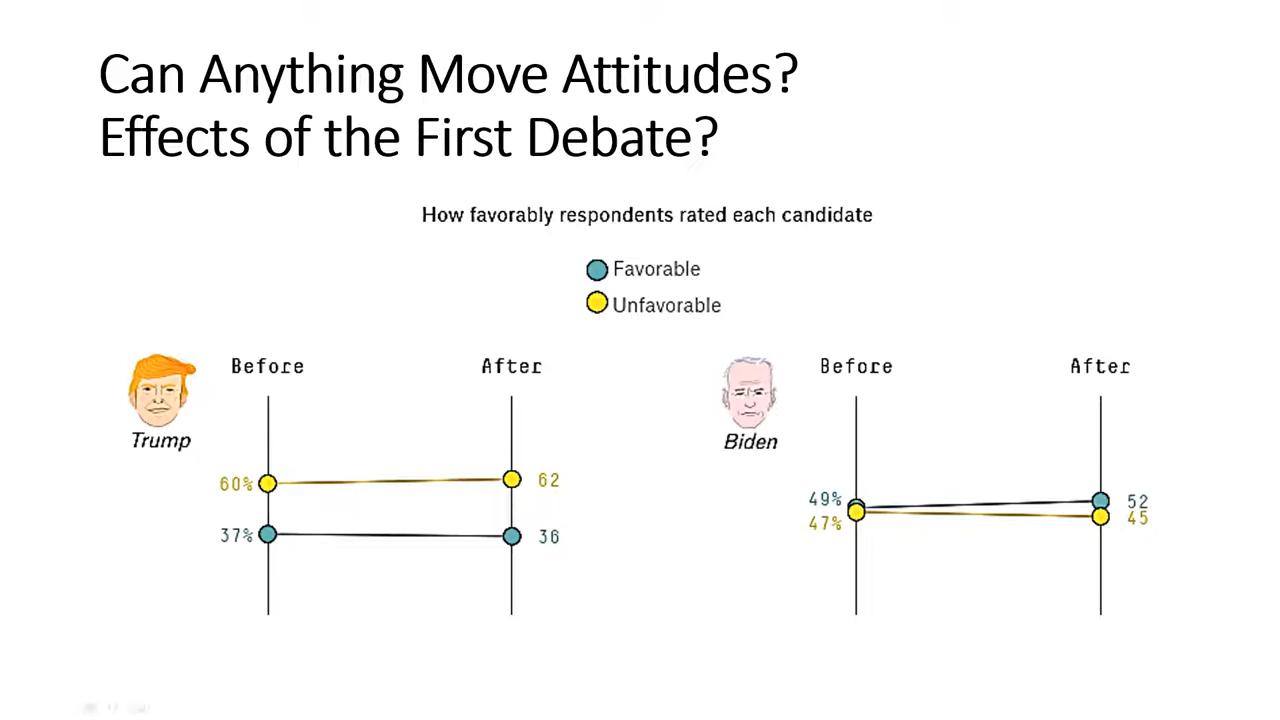 Can Anything Move Attitudes?
Effects of the First Debate?
How favorably respondents rated each candidate
Favorable
Unfavorable
Before
After
Trump
60%
62
37%
36
Before
After
Biden
49%
52
47%
45